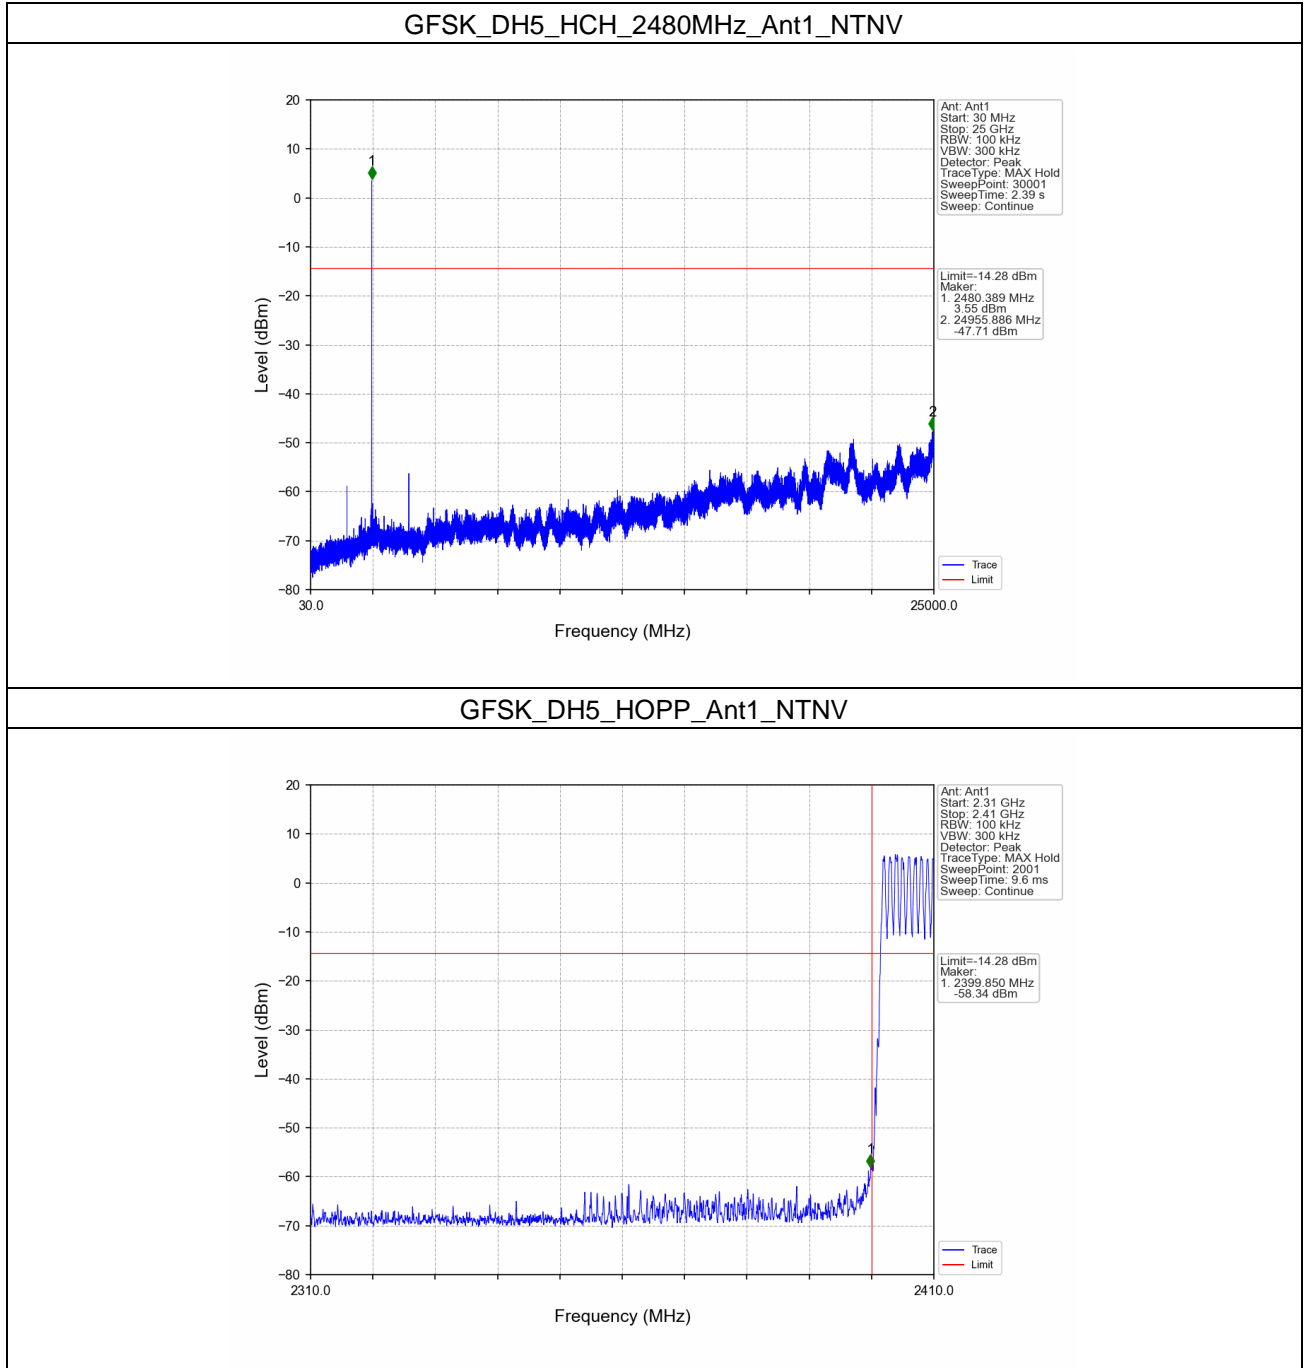 GFSK_DH5_HCH_2480MHz_Ant1_NTNV
20
10
0
−10
−20
−30
−40
−50
−60
−70
−80
Level (dBm)
1
2
30.0
25000.0
Frequency (MHz)
Ant: Ant1
Start: 30 MHz
Stop: 25 GHz
RBW: 100 kHz
VBW: 300 kHz
Detector: Peak
TraceType: MAX Hold
SweepPoint: 30001
SweepTime: 2.39 s
Sweep: Continue
Limit=-14.28 dBm
Maker:
1. 2480.389 MHz
3.55 dBm
2. 24955.886 MHz
-47.71 dBm
Trace
Limit
GFSK_DH5_HOPP_Ant1_NTNV
20
10
0
−10
−20
−30
−40
−50
−60
−70
−80
Level (dBm)
1
2310.0
2410.0
Frequency (MHz)
Ant: Ant1
Start: 2.31 GHz
Stop: 2.41 GHz
RBW: 100 kHz
VBW: 300 kHz
Detector: Peak
TraceType: MAX Hold
SweepPoint: 2001
SweepTime: 9.6 ms
Sweep: Continue
Limit=-14.28 dBm
Maker:
1. 2399.850 MHz
-58.34 dBm
Trace
Limit